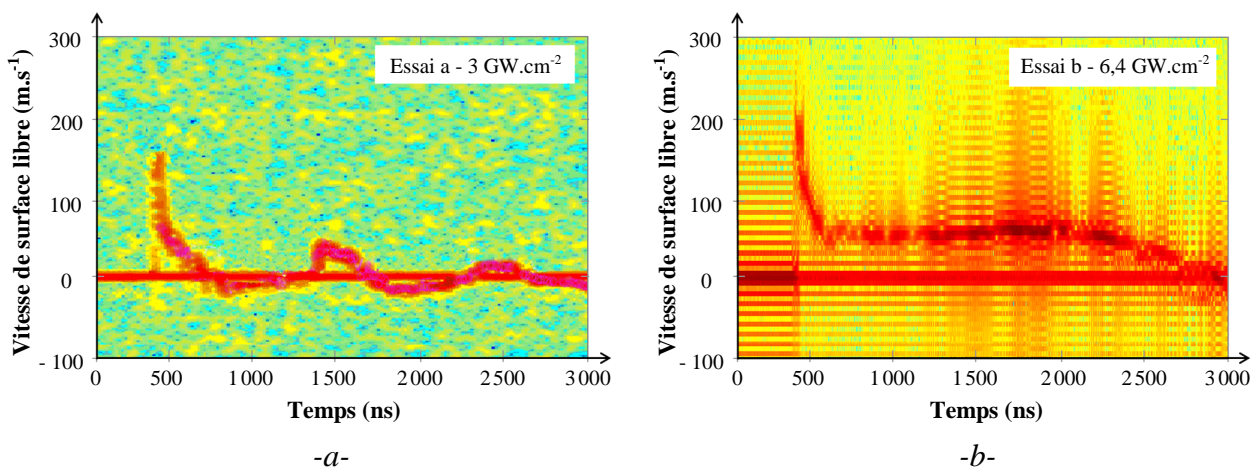 Vitesse de surface libre (m.s⁻¹)
300
200
100
0
- 100
Essai a - 3 GW.cm⁻²
0 500 1 000 1 500 2 000 2 500 3 000
Temps (ns)
-a-
Vitesse de surface libre (m.s⁻¹)
300
200
100
0
- 100
Essai b - 6,4 GW.cm⁻²
0 500 1 000 1 500 2 000 2 500 3 000
Temps (ns)
-b-